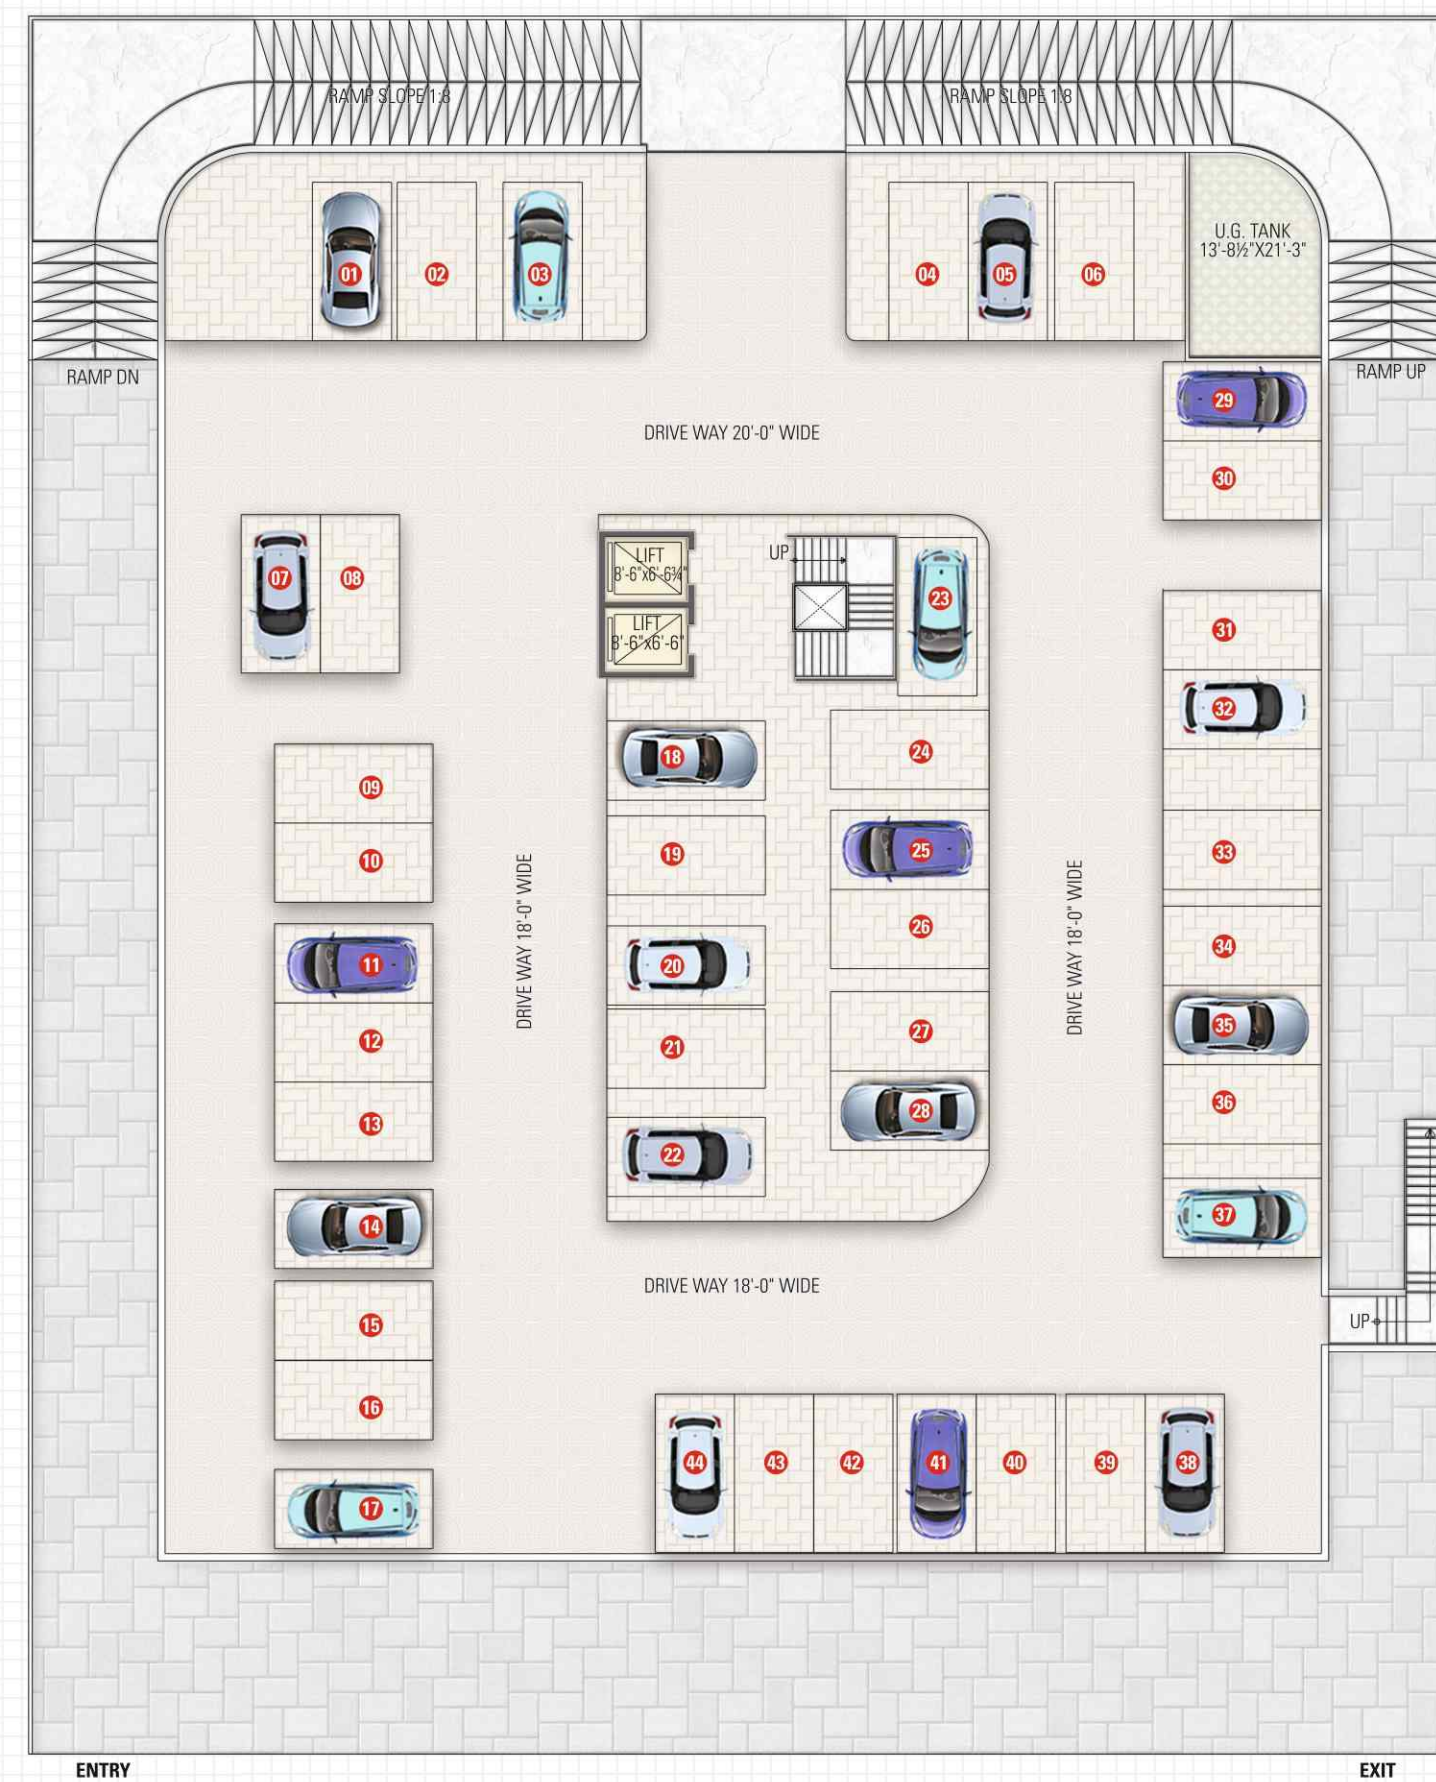 RAMP SLOPE 1:8
RAMP SLOPE 1:8
U.G. TANK
13'-8½"X21'-3"
01
02
03
04
05
06
RAMP DN
RAMP UP
29
DRIVE WAY 20'-0" WIDE
30
LIFT
8'-6"x6'-6¾"
UP
07
08
23
LIFT
8'-6"x6'-6"
31
32
18
24
09
10
19
25
33
DRIVE WAY 18'-0" WIDE
DRIVE WAY 18'-0" WIDE
26
34
11
20
12
21
27
35
13
22
28
36
14
37
DRIVE WAY 18'-0" WIDE
15
UP
16
44
43
42
41
40
39
38
17
ENTRY
EXIT